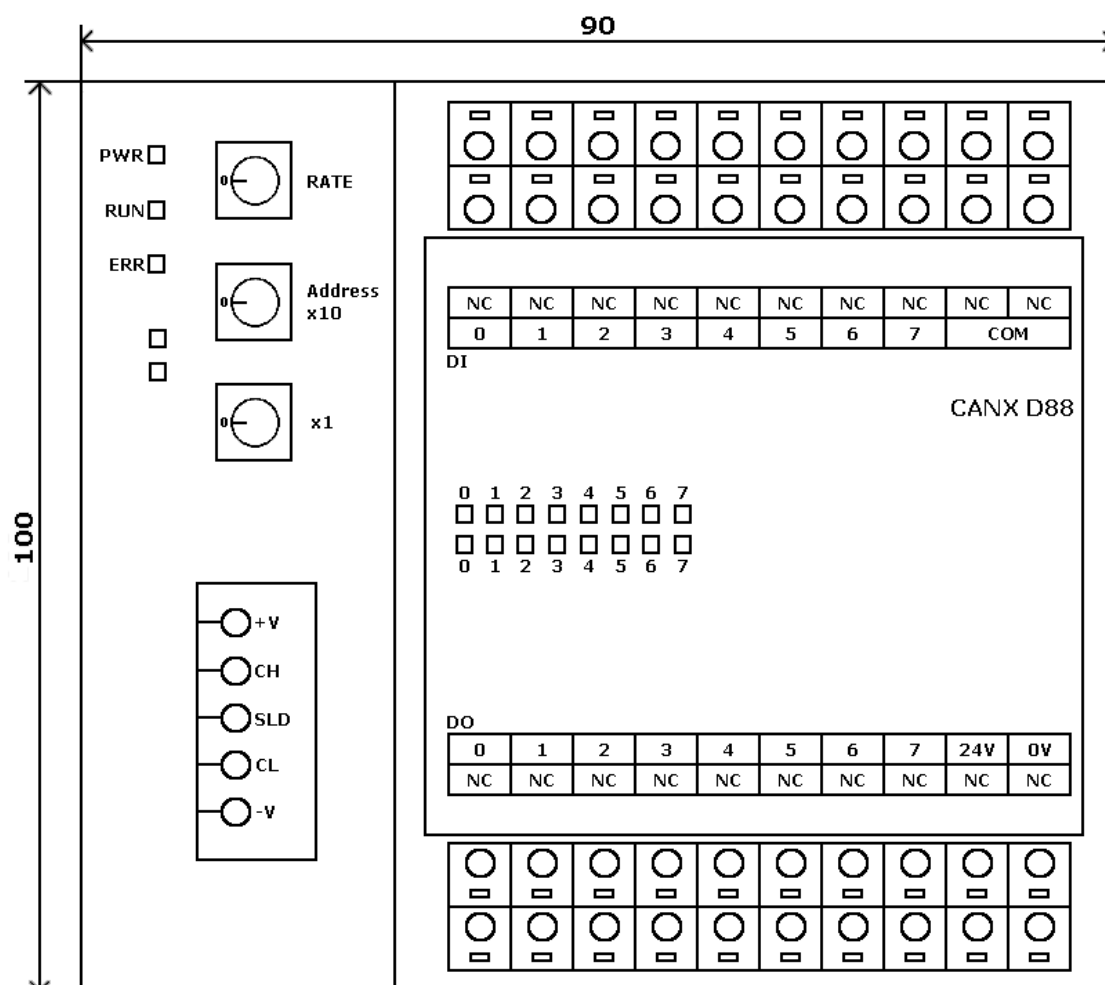 90
100
PWR
RUN
ERR
RATE
0
Address
x10
0
x1
0
+V
CH
SLD
CL
-V
NC NC NC NC NC NC NC NC NC NC
0 1 2 3 4 5 6 7 COM
DI
CANX D88
0 1 2 3 4 5 6 7
0 1 2 3 4 5 6 7
DO
0 1 2 3 4 5 6 7 24V 0V
NC NC NC NC NC NC NC NC NC NC